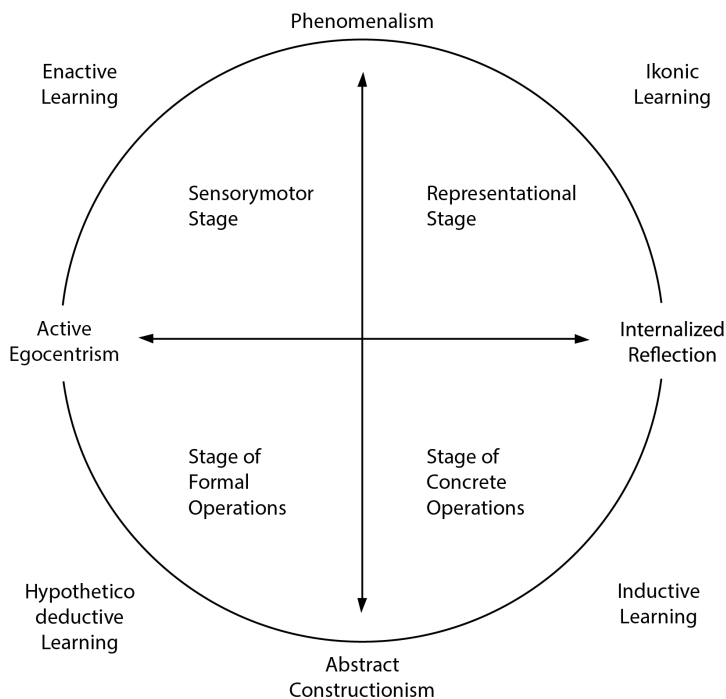 Phenomenalism
Enactive
Learning
Ikonic
Learning
Sensorymotor
Stage
Representational
Stage
Active
Egocentrism
Internalized
Reflection
Stage of
Formal
Operations
Stage of
Concrete
Operations
Hypothetico
deductive
Learning
Inductive
Learning
Abstract
Constructionism